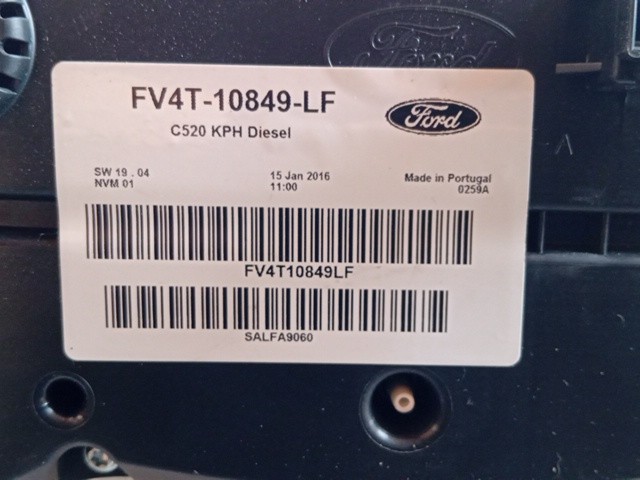 Ford
FV4T-10849-LF
Ford
C520 KPH Diesel
SW 19 . 04 15 Jan 2016 Made in Portugal
NVM 01 11:00 0259A
FV4T10849LF
SALFA9060